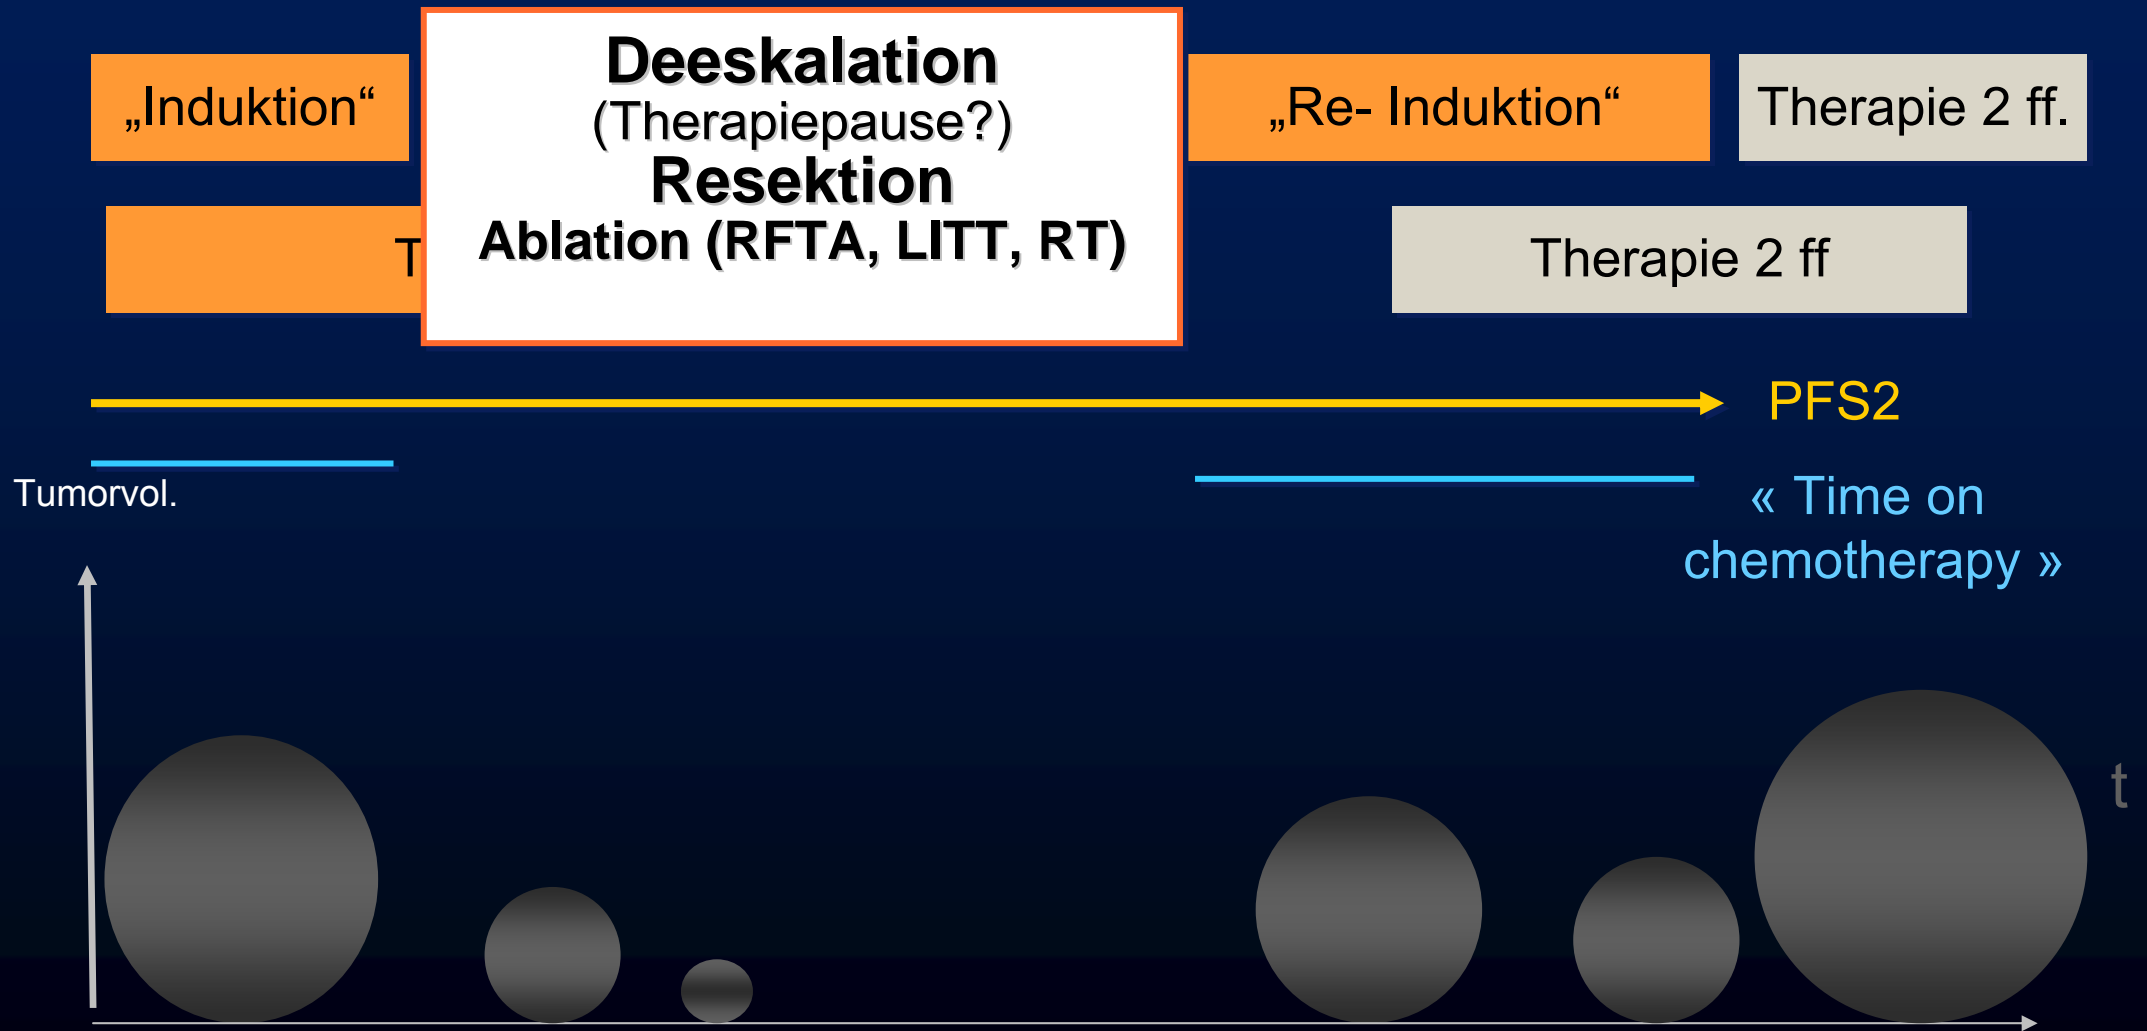 „Induktion“
Deeskalation
(Therapiepause?)
Resektion
Ablation (RFTA, LITT, RT)
„Re- Induktion“
Therapie 2 ff.
T
Therapie 2 ff
PFS2
Tumorvol.
« Time on
chemotherapy »
t